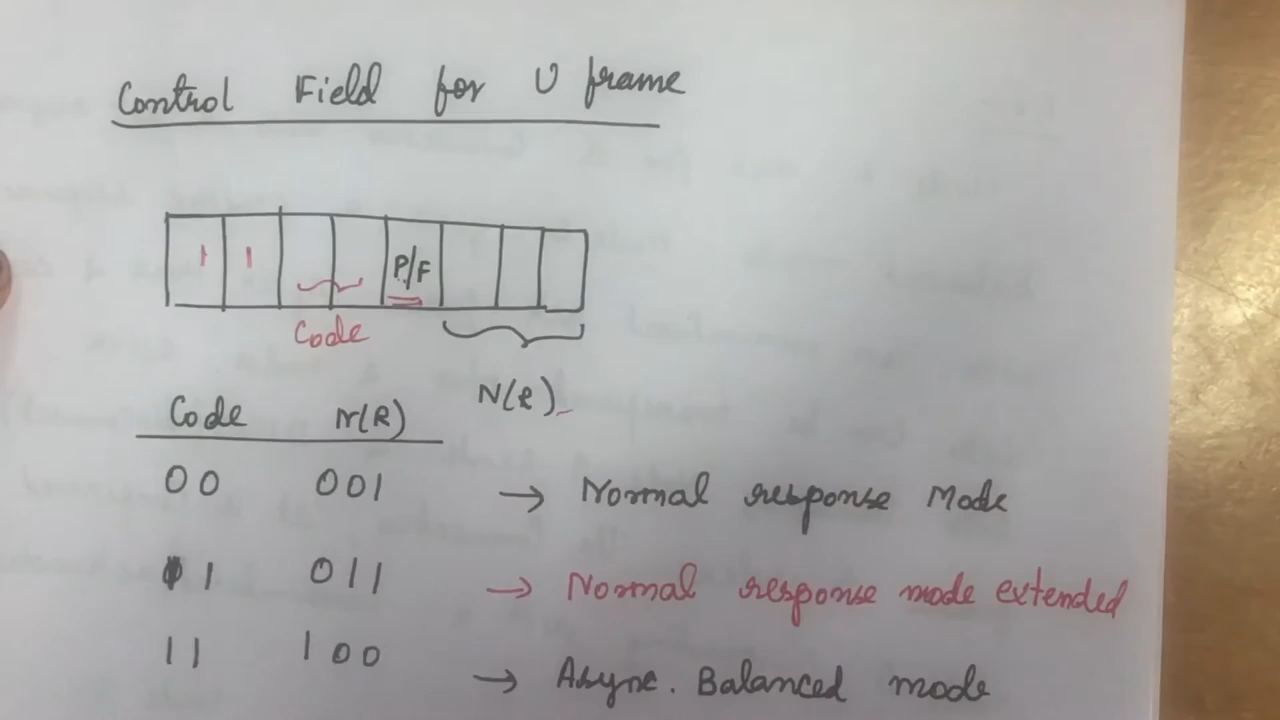 Control Field for U frame
1 1 P/F
Code
N(R)
Code N(R)
00 001 → Normal response Mode
11 011 → Normal response mode extended
11 100 → Async. Balanced mode